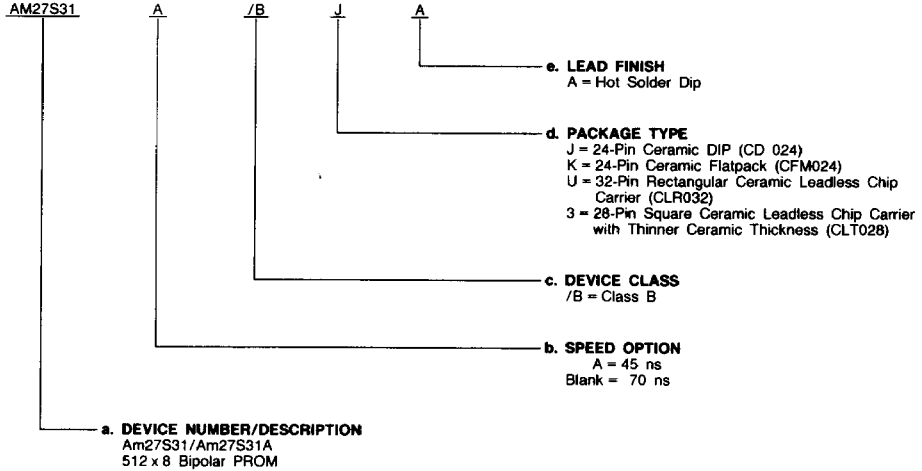 AM27S31 A /B J A
e. LEAD FINISH
A = Hot Solder Dip
d. PACKAGE TYPE
J = 24-Pin Ceramic DIP (CD 024)
K = 24-Pin Ceramic Flatpack (CFM024)
U = 32-Pin Rectangular Ceramic Leadless Chip
Carrier (CLR032)
3 = 28-Pin Square Ceramic Leadless Chip Carrier
with Thinner Ceramic Thickness (CLT028)
c. DEVICE CLASS
/B = Class B
b. SPEED OPTION
A = 45 ns
Blank = 70 ns
a. DEVICE NUMBER/DESCRIPTION
Am27S31/Am27S31A
512 x 8 Bipolar PROM